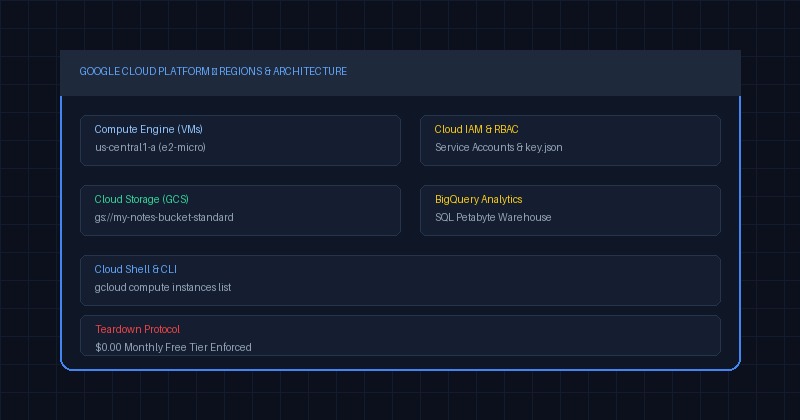 GOOGLE CLOUD PLATFORM ▯ REGIONS & ARCHITECTURE
Compute Engine (VMs)
us-central1-a (e2-micro)
Cloud IAM & RBAC
Service Accounts & key.json
Cloud Storage (GCS)
gs://my-notes-bucket-standard
BigQuery Analytics
SQL Petabyte Warehouse
Cloud Shell & CLI
gcloud compute instances list
Teardown Protocol
$0.00 Monthly Free Tier Enforced